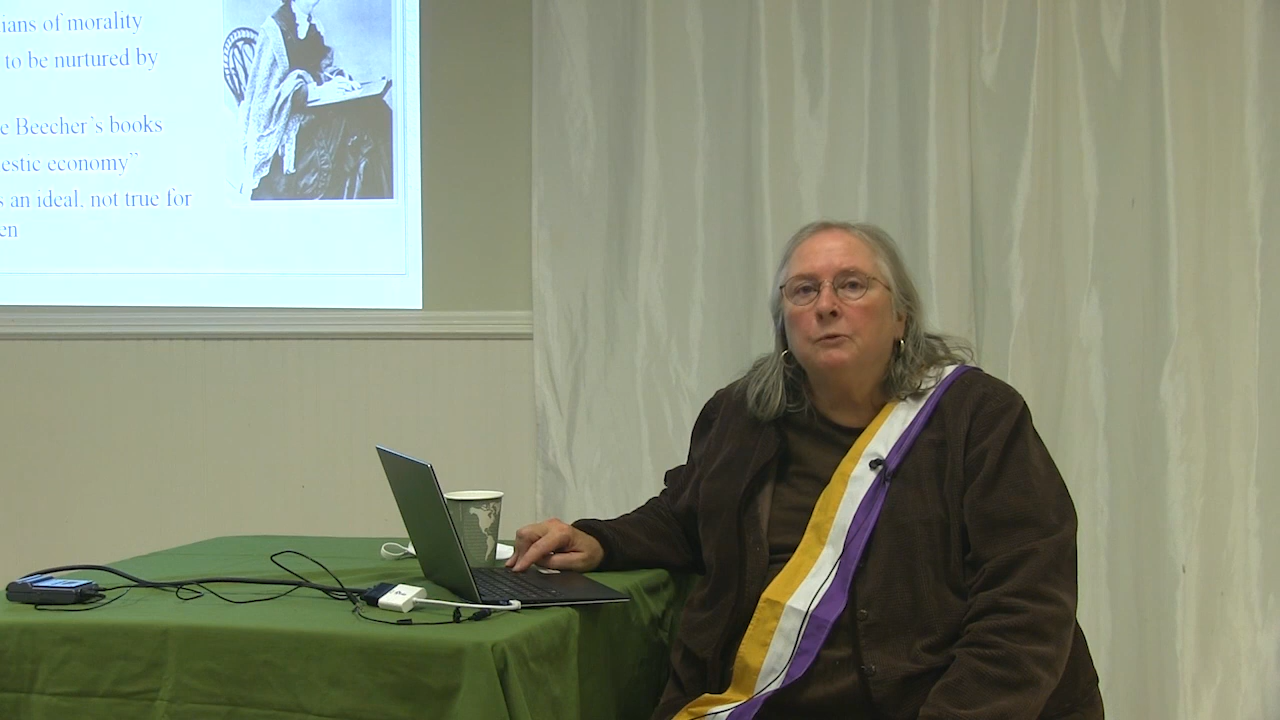 ians of morality
to be nurtured by
e Beecher's books
estic economy”
s an ideal, not true for
en